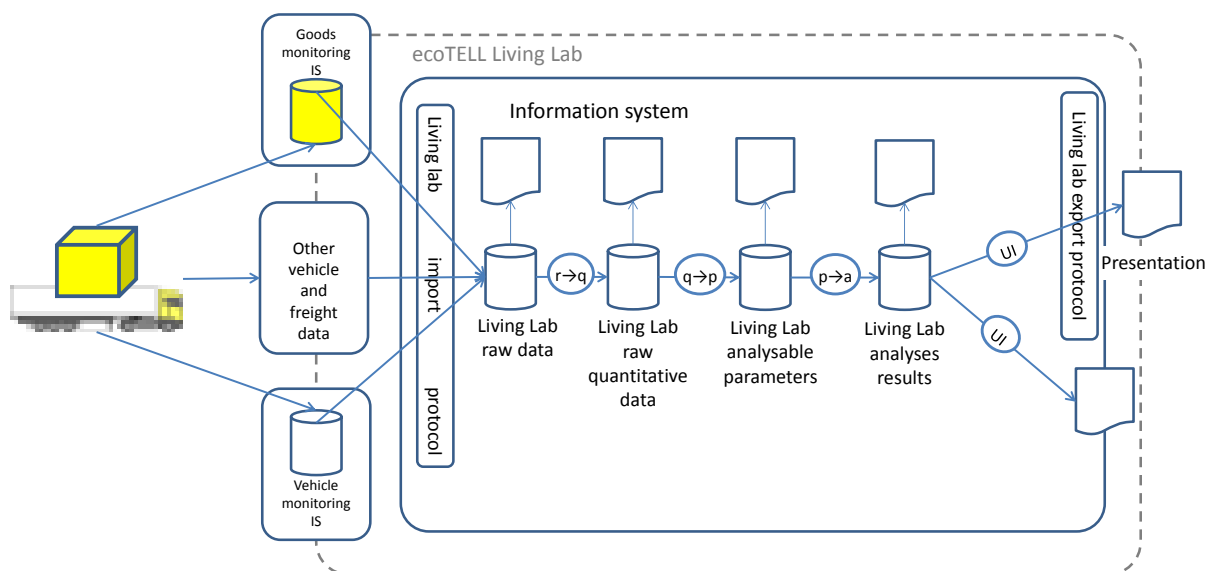 Goods
monitoring
IS
ecoTELL Living Lab
Information system
Living lab import protocol
Living lab export protocol
Other
vehicle
and
freight
data
r→q
q→p
p→a
UI
UI
Presentation
Living Lab
raw data
Living Lab
raw
quantitative
data
Living Lab
analysable
parameters
Living Lab
analyses
results
Vehicle
monitoring
IS